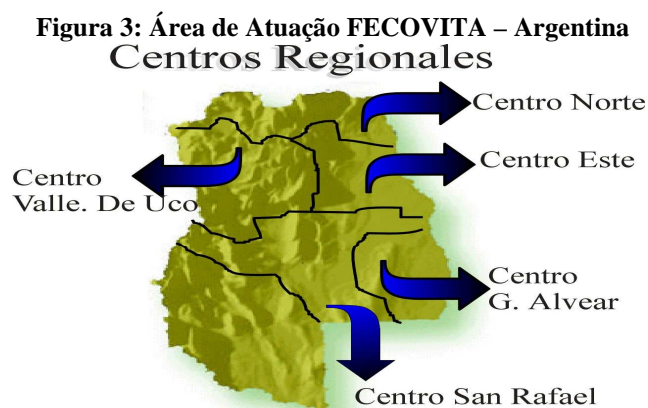 Figura 3: Área de Atuação FECOVITA – Argentina
Centros Regionales
Centro Norte
Centro Este
Centro
Valle. De Uco
Centro
G. Alvear
Centro San Rafael